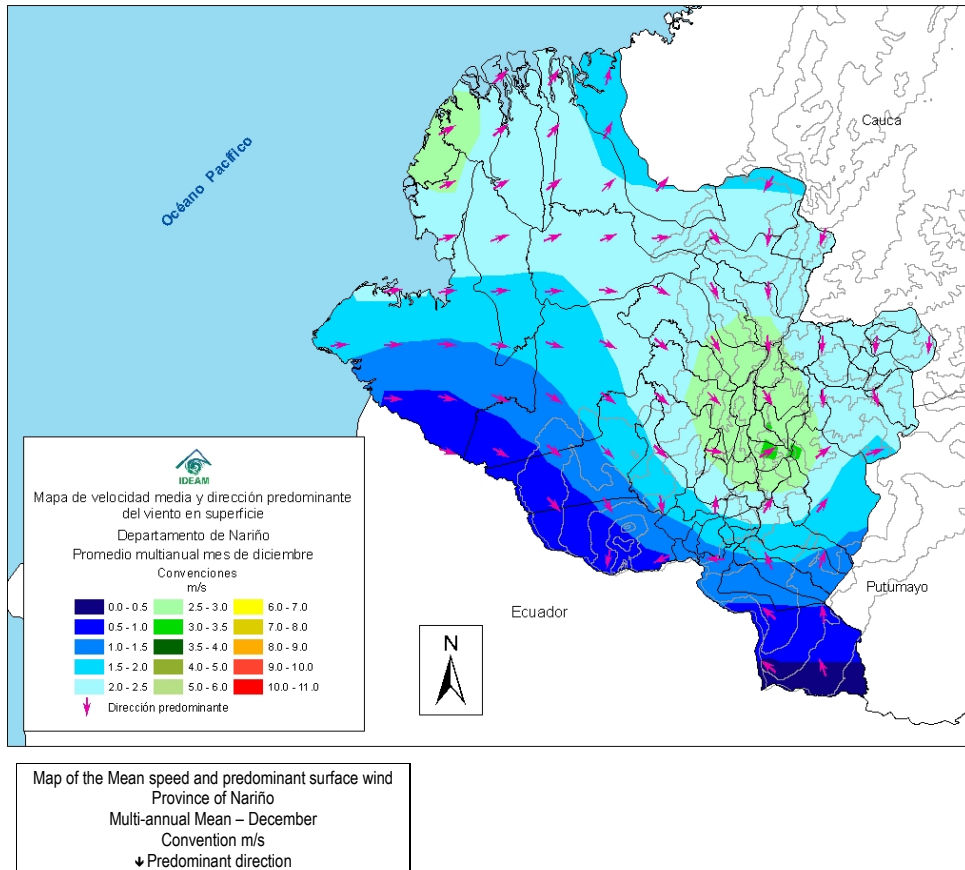 Océano Pacífico
Cauca
IDEAM
Mapa de velocidad media y dirección predominante
del viento en superficie
Departamento de Nariño
Promedio multianual mes de diciembre
Convenciones
m/s
0.0 - 0.5 2.5 - 3.0 6.0 - 7.0
0.5 - 1.0 3.0 - 3.5 7.0 - 8.0
1.0 - 1.5 3.5 - 4.0 8.0 - 9.0
1.5 - 2.0 4.0 - 5.0 9.0 - 10.0
2.0 - 2.5 5.0 - 6.0 10.0 - 11.0
Dirección predominante
Ecuador
N
Putumayo
Map of the Mean speed and predominant surface wind
Province of Nariño
Multi-annual Mean – December
Convention m/s
Predominant direction